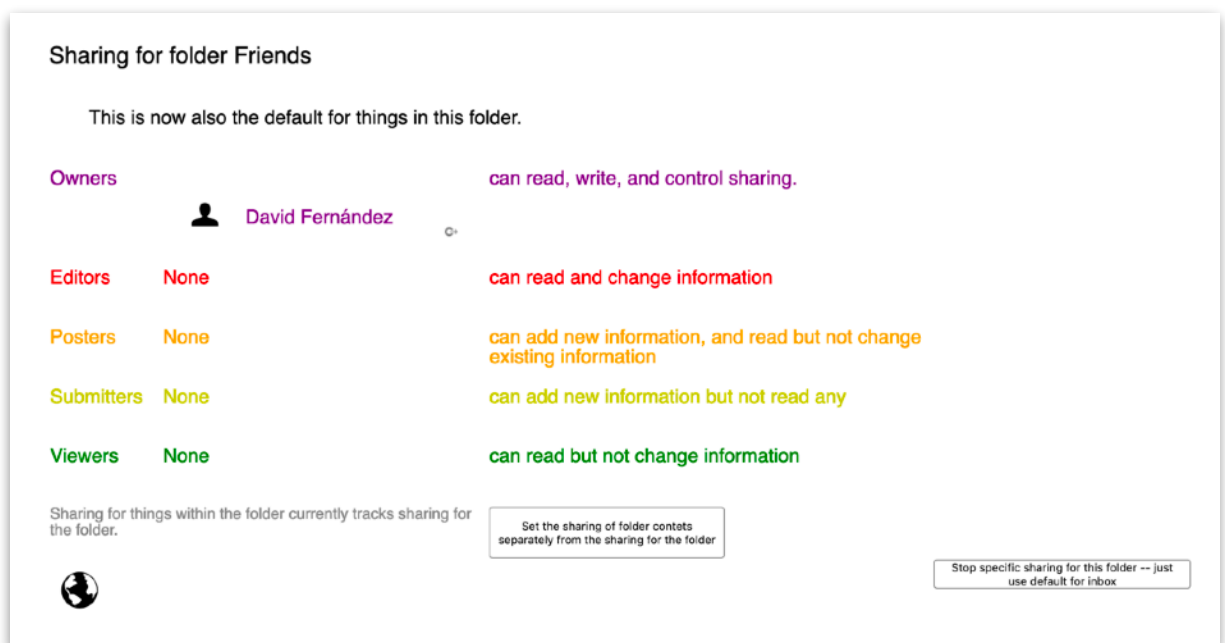 Sharing for folder Friends
This is now also the default for things in this folder.
Owners can read, write, and control sharing.
David Fernández
Editors None can read and change information
Posters None can add new information, and read but not change
existing information
Submitters None can add new information but not read any
Viewers None can read but not change information
Sharing for things within the folder currently tracks sharing for
the folder.
Set the sharing of folder contets
separately from the sharing for the folder
Stop specific sharing for this folder -- just
use default for inbox